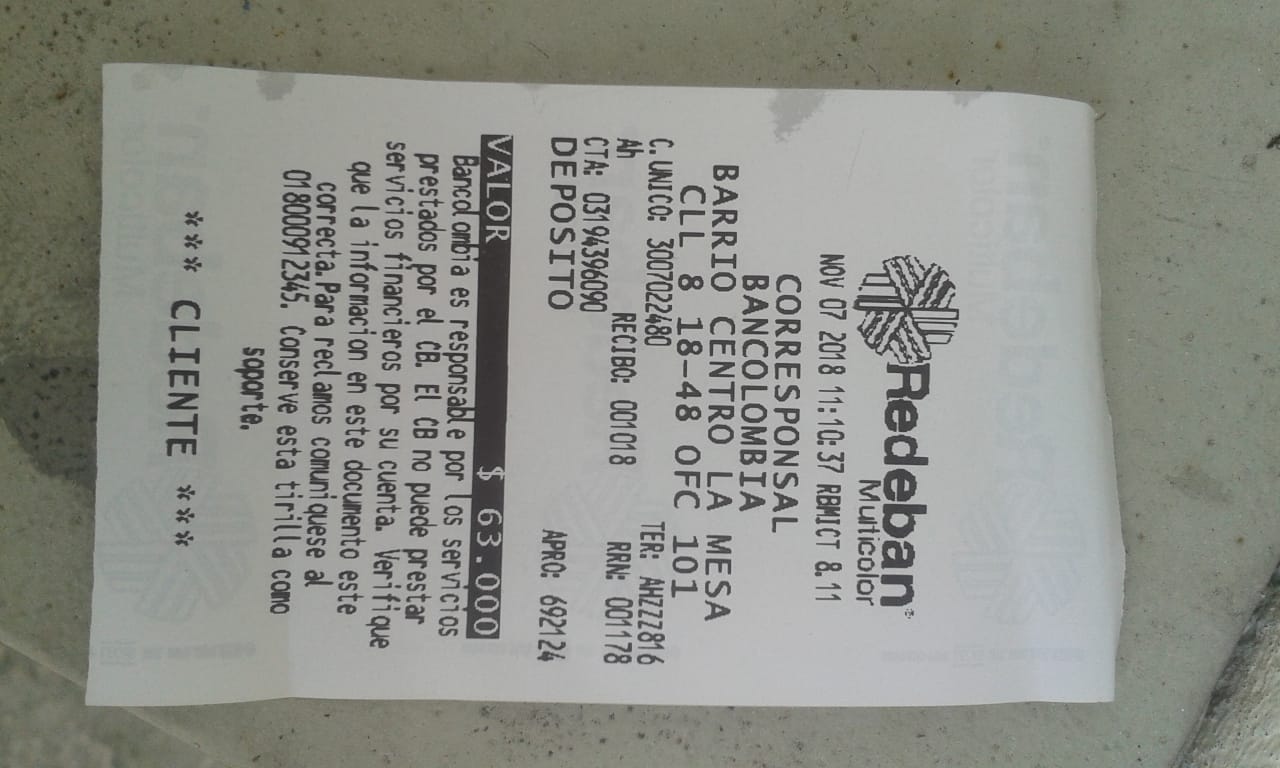 Redeban
Multicolor
NOV 07 2018 11:10:37 RBMICT 8.11
CORRESPONSAL
BANCOLOMBIA
BARRIO CENTRO LA MESA
CLL 8 18-48 OFC 101
C. UNICO: 3007022480 TER: AHZZZ816
Ah RECIBO: 001018 RRN: 001178
CTA: 03194396090
DEPOSITO APRO: 692124
VALOR $ 63.000
Bancolombia es responsable por los servicios
prestados por el CB. El CB no puede prestar
servicios financieros por su cuenta. Verifique
que la informacion en este documento este
correcta.Para reclamos comuniquese al
018000912345. Conserve esta tirilla como
soporte.
*** CLIENTE ***